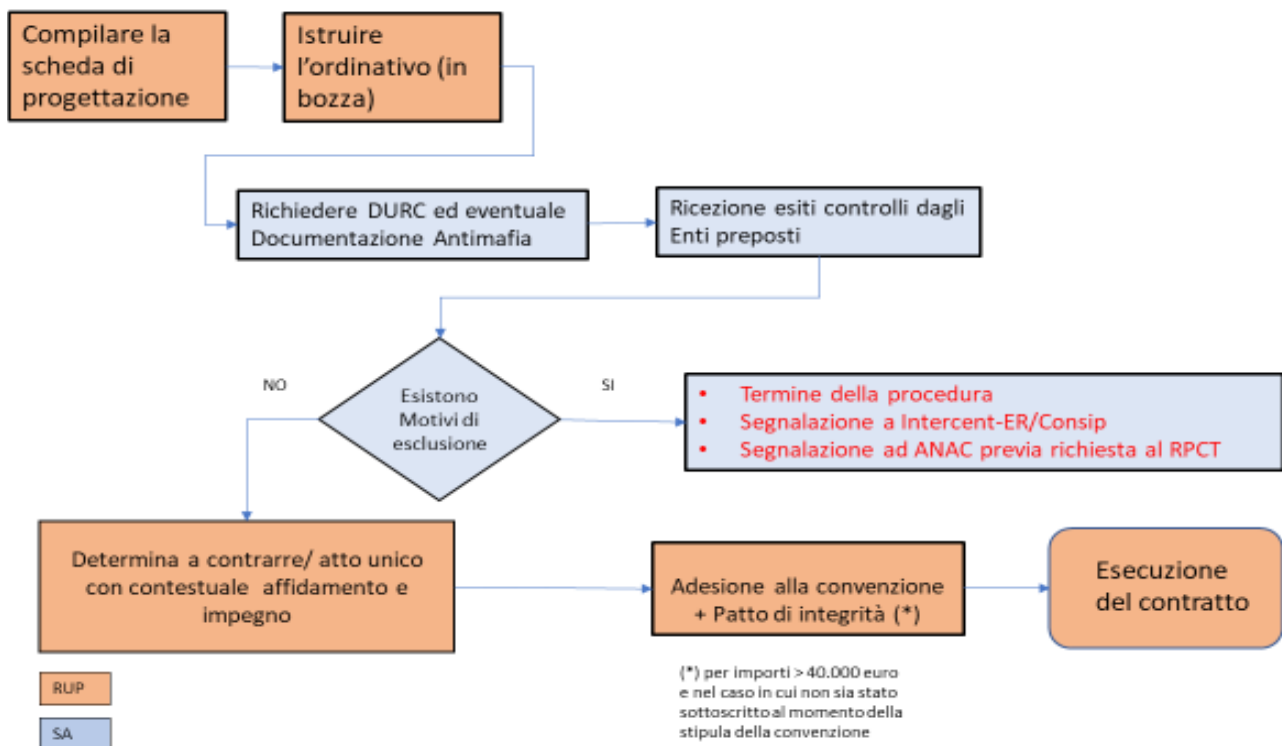 Compilare la
scheda di
progettazione
Istruire
l'ordinativo (in
bozza)
Richiedere DURC ed eventuale
Documentazione Antimafia
Ricezione esiti controlli dagli
Enti preposti
NO
Esistono
Motivi di
esclusione
SI
• Termine della procedura
• Segnalazione a Intercent-ER/Consip
• Segnalazione ad ANAC previa richiesta al RPCT
Determina a contrarre/ atto unico
con contestuale affidamento e
impegno
Adesione alla convenzione
+ Patto di integrità (*)
Esecuzione
del contratto
(*) per importi > 40.000 euro
e nel caso in cui non sia stato
sottoscritto al momento della
stipula della convenzione
RUP
SA